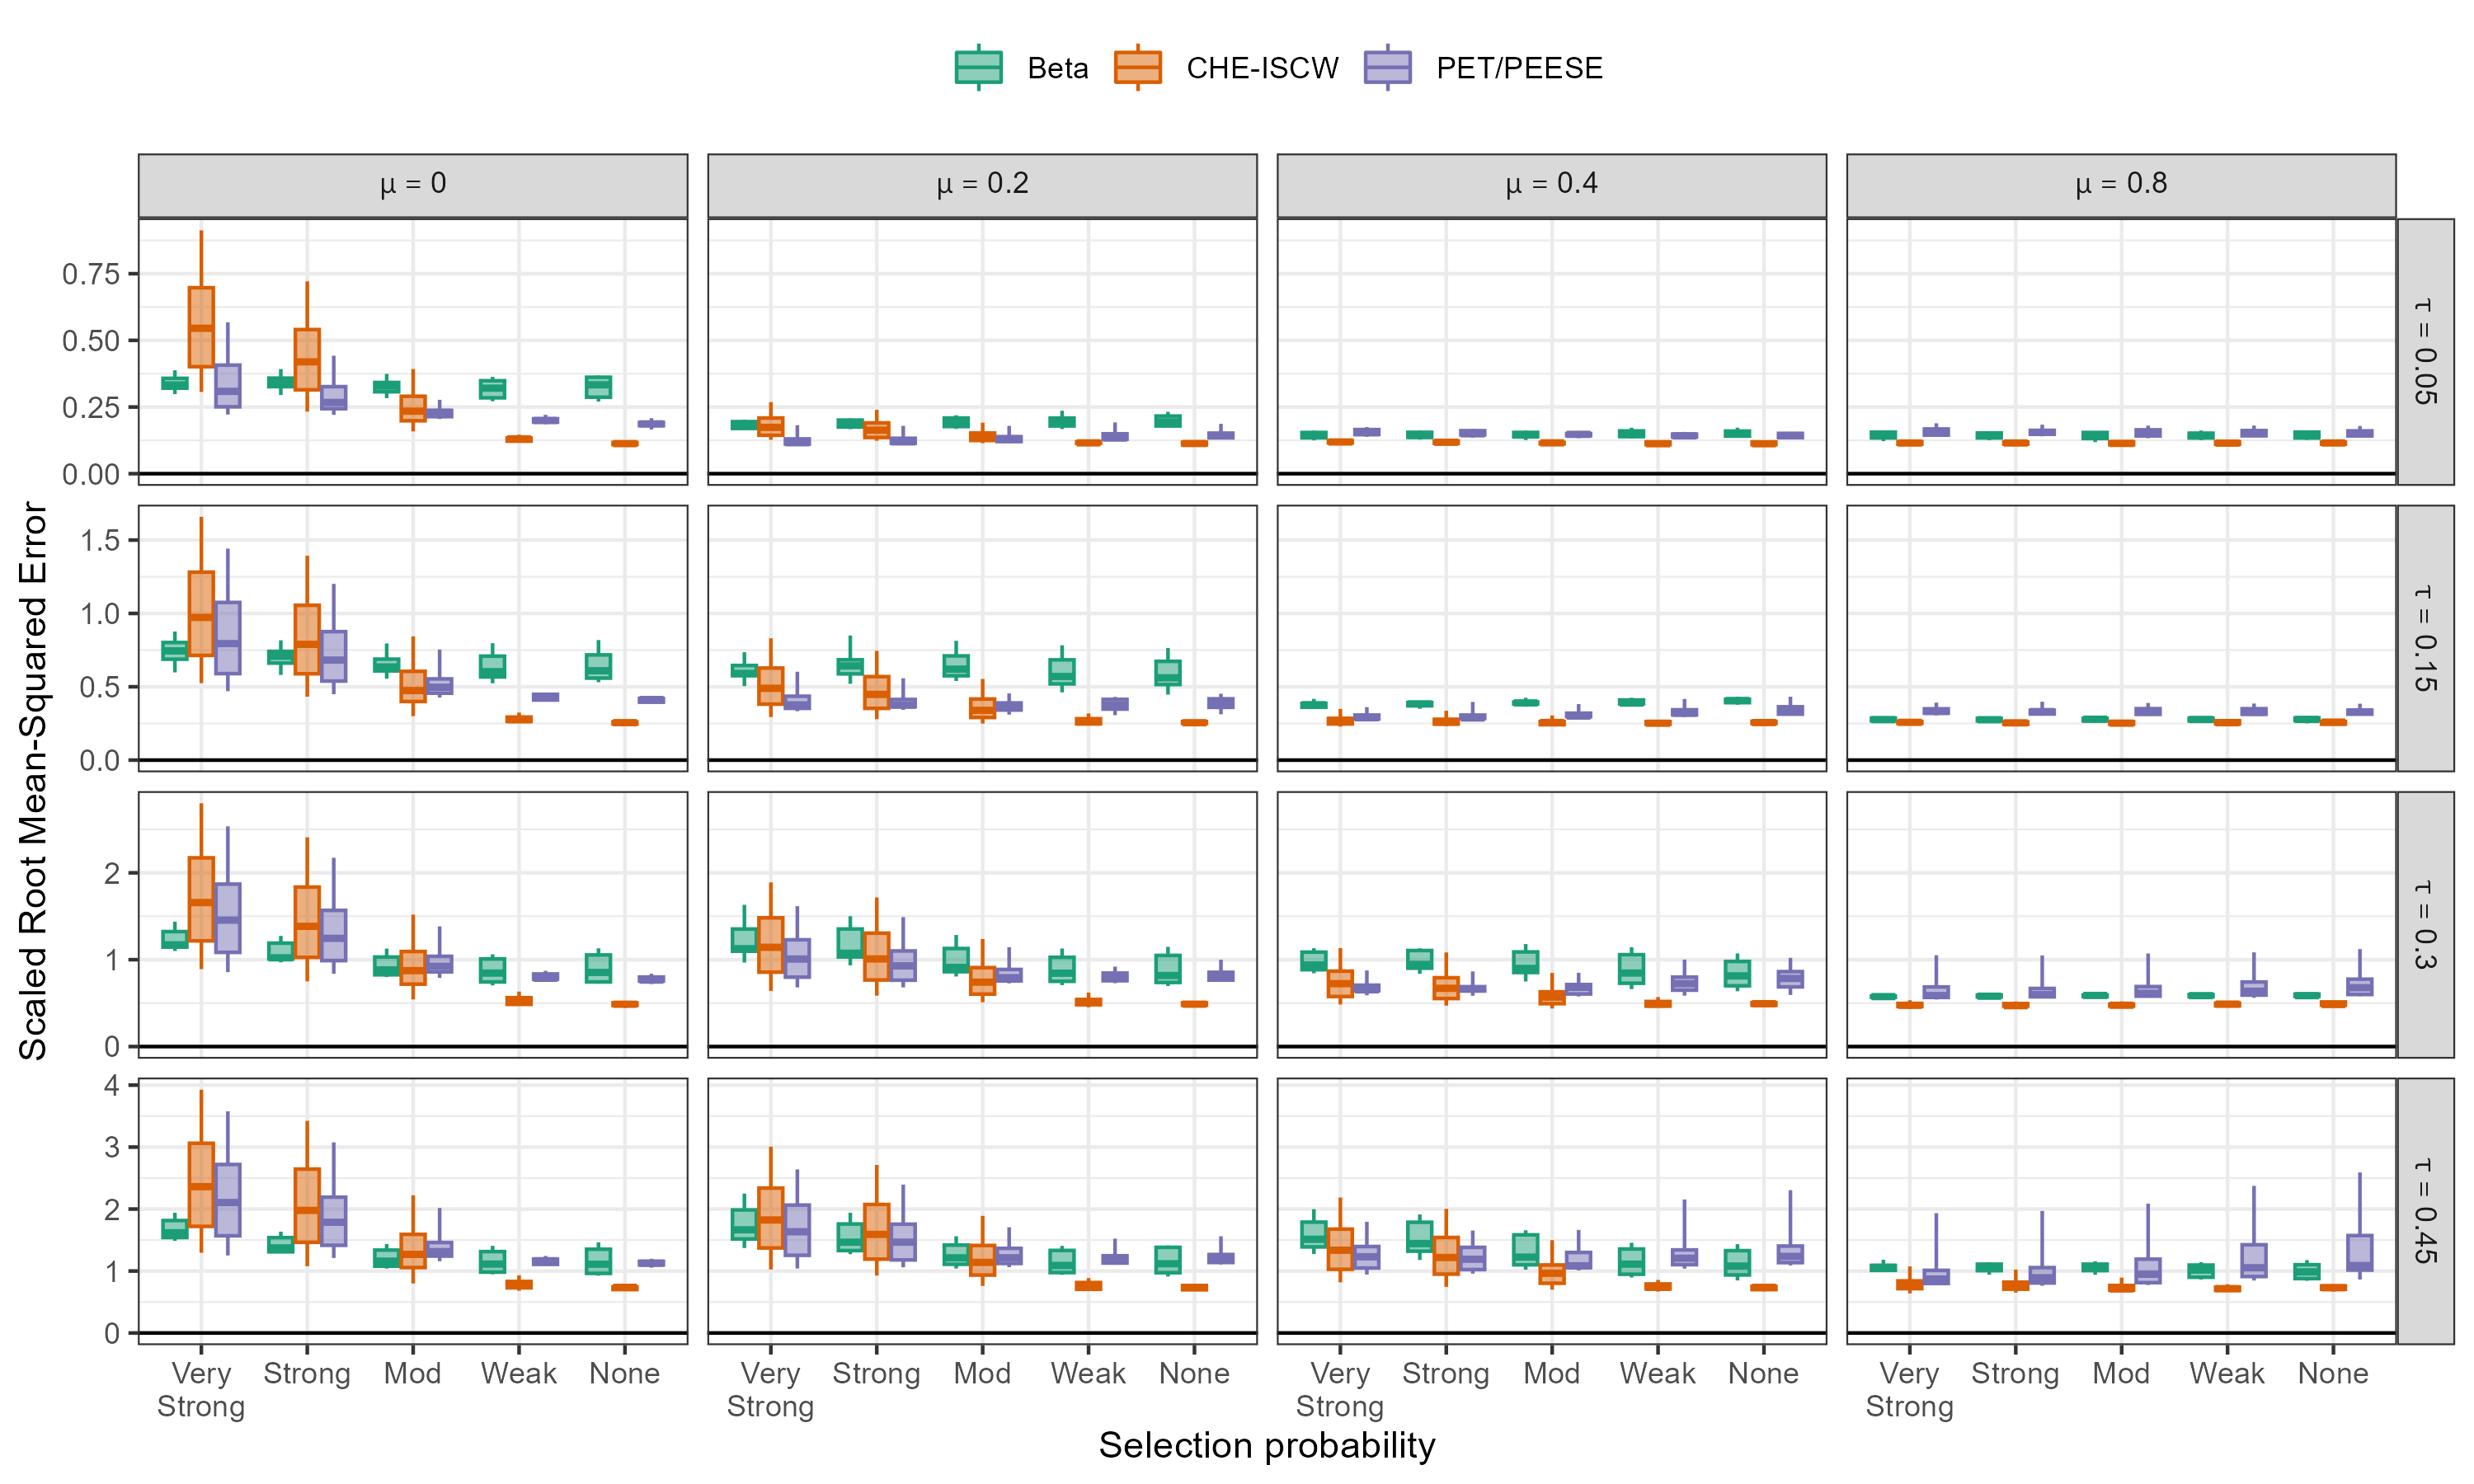 Beta CHE-ISCW PET/PEESE
μ = 0 μ = 0.2 μ = 0.4 μ = 0.8
Scaled Root Mean-Squared Error
0.75
0.50
0.25
0.00
τ = 0.05
1.5
1.0
0.5
0.0
τ = 0.15
2
1
0
τ = 0.3
4
3
2
1
0
τ = 0.45
Very Strong Mod Weak None Very Strong Mod Weak None Very Strong Mod Weak None Very Strong Mod Weak None
Strong Strong Strong Strong
Selection probability